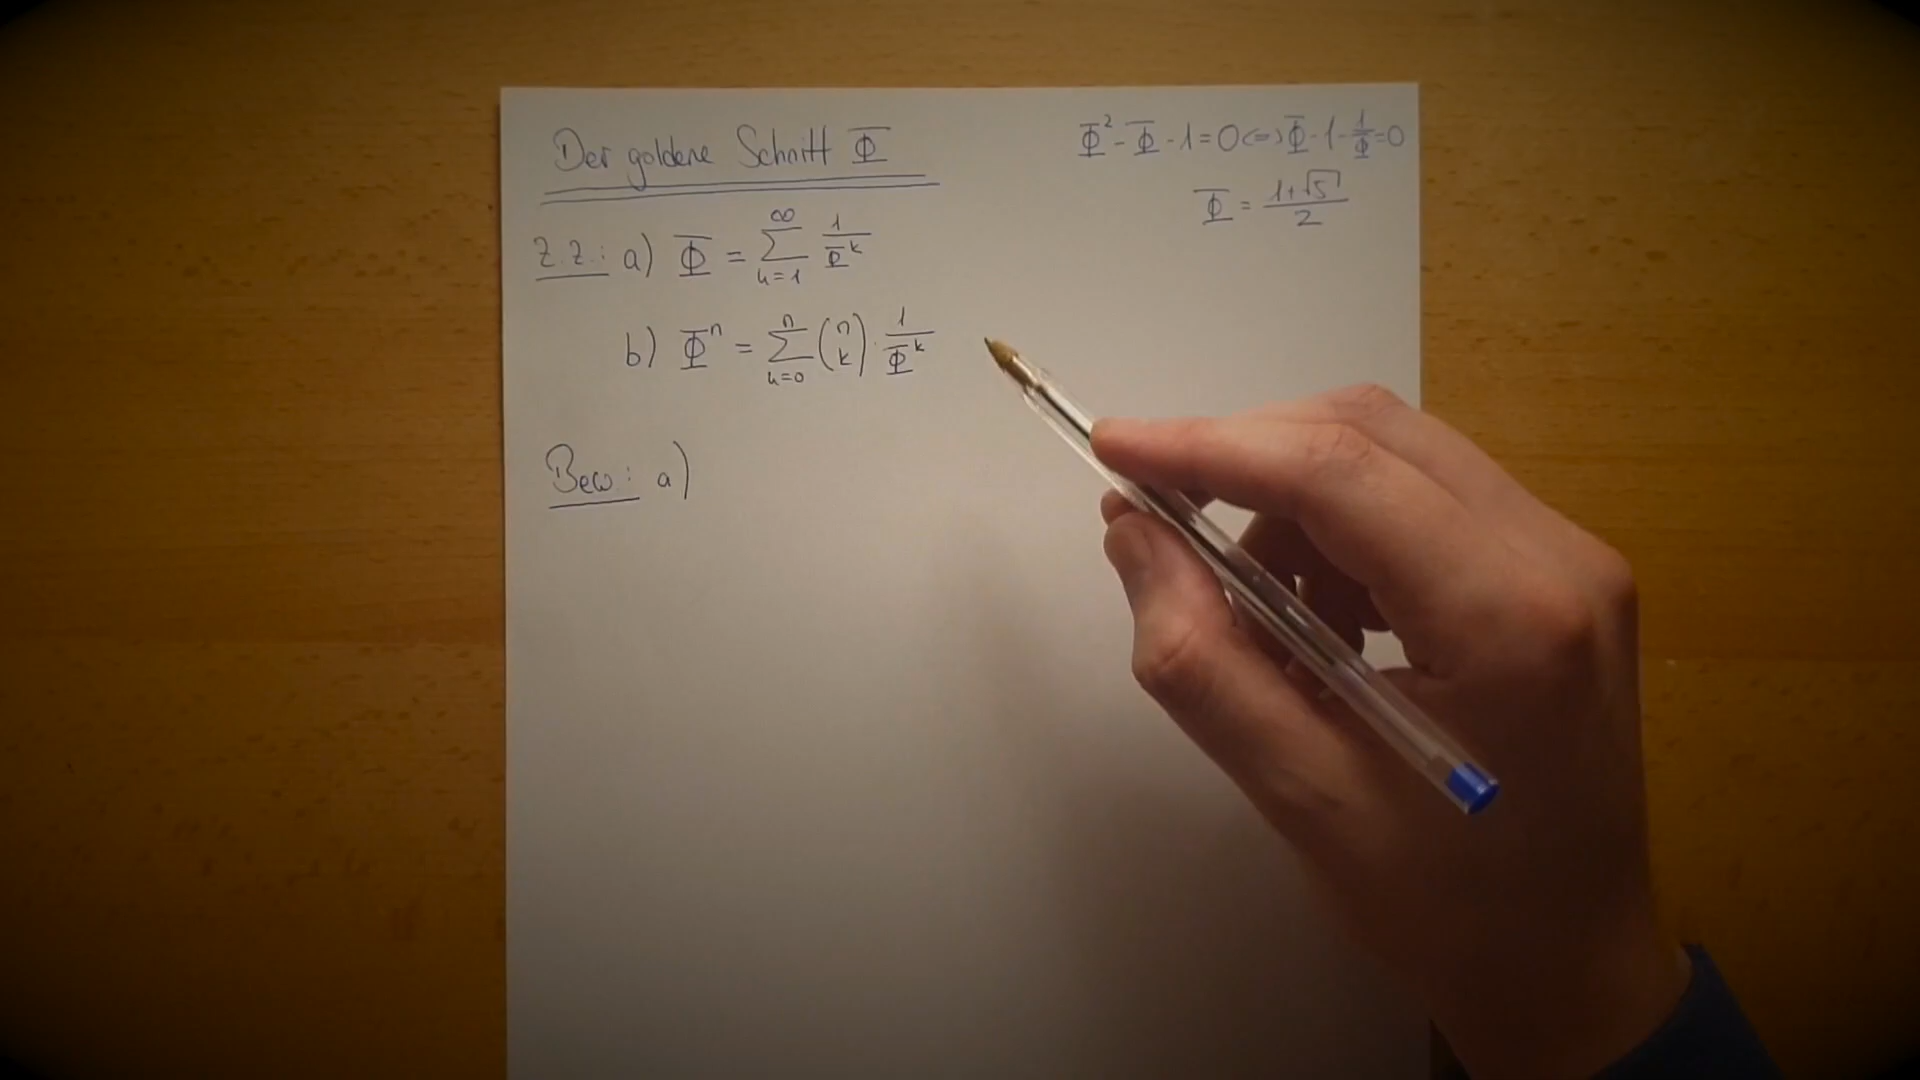 Der goldene Schnitt Φ
Φ² - Φ - 1 = 0 <=> Φ - 1 - 1/Φ = 0
Φ = (1+√5)/2
Z.Z.: a) Φ = ∑_{k=1}^{∞} 1/Φ^k
b) Φ^n = ∑_{k=0}^{n} (n k) · 1/Φ^k
Bew: a)